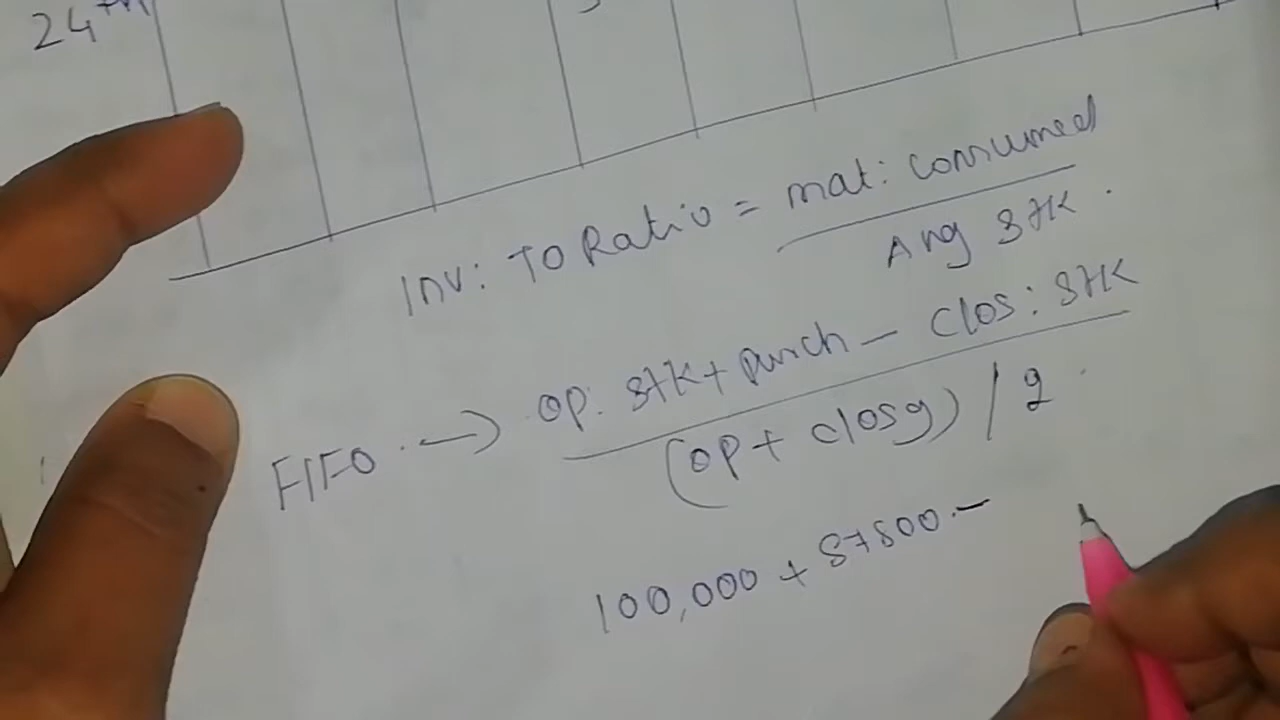 24th
Inv: TO Ratio = mat: consumed
Avg Stk.
FIFO → op: Stk + purch - Clos: Stk
(op + closg) / 2
100,000 + 87800 -